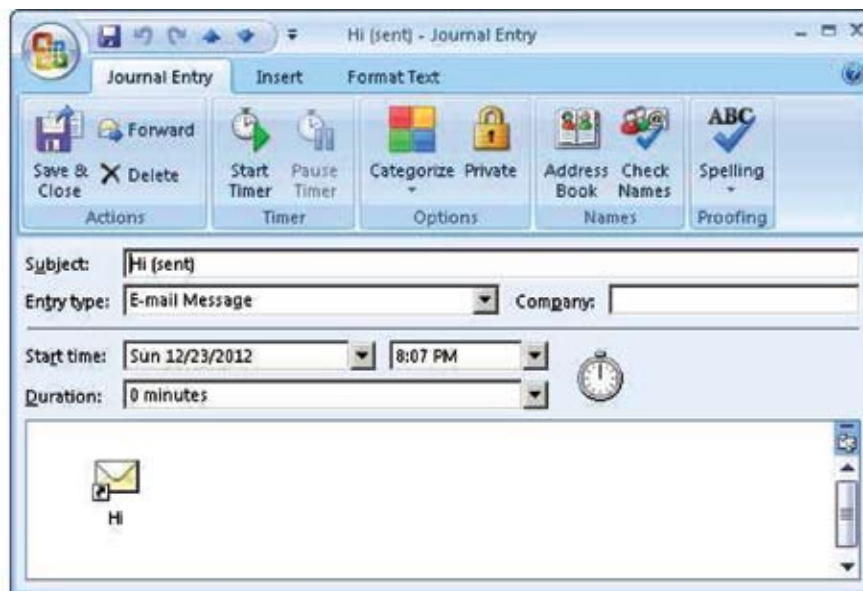 Hi (sent) - Journal Entry
Journal Entry Insert Format Text
Save & Close Forward Delete
Start Timer Pause Timer
Categorize Private
Address Book Check Names
ABC Spelling
Actions Timer Options Names Proofing
Subject: Hi (sent)
Entry type: E-mail Message Company:
Start time: Sun 12/23/2012 8:07 PM
Duration: 0 minutes
Hi